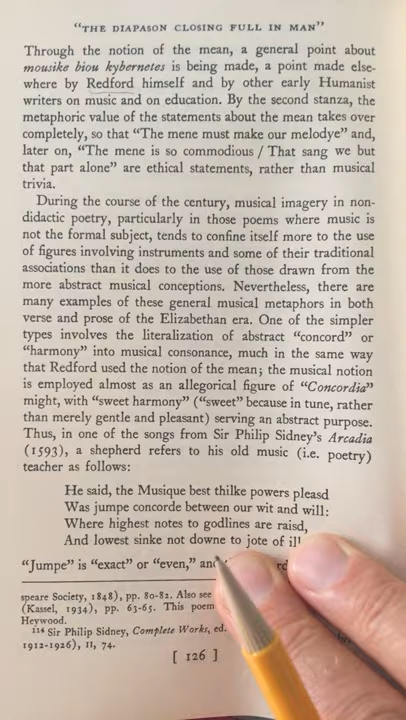 "THE DIAPASON CLOSING FULL IN MAN"
Through the notion of the mean, a general point about
mousike biou kybernetes is being made, a point made else-
where by Redford himself and by other early Humanist
writers on music and on education. By the second stanza, the
metaphoric value of the statements about the mean takes over
completely, so that "The mene must make our melodye" and,
later on, "The mene is so commodious / That sang we but
that part alone" are ethical statements, rather than musical
trivia.
During the course of the century, musical imagery in non-
didactic poetry, particularly in those poems where music is
not the formal subject, tends to confine itself more to the use
of figures involving instruments and some of their traditional
associations than it does to the use of those drawn from the
more abstract musical conceptions. Nevertheless, there are
many examples of these general musical metaphors in both
verse and prose of the Elizabethan era. One of the simpler
types involves the literalization of abstract "concord" or
"harmony" into musical consonance, much in the same way
that Redford used the notion of the mean; the musical notion
is employed almost as an allegorical figure of "Concordia"
might, with "sweet harmony" ("sweet" because in tune, rather
than merely gentle and pleasant) serving an abstract purpose.
Thus, in one of the songs from Sir Philip Sidney's Arcadia
(1593), a shepherd refers to his old music (i.e. poetry)
teacher as follows:
He said, the Musique best thilke powers pleasd
Was jumpe concorde between our wit and will:
Where highest notes to godlines are raisd,
And lowest sinke not downe to jote of
"Jumpe" is "exact" or "even,"
speare Society, 1848), pp. 80-82. Also see
(Kassel, 1934), pp. 63-65. This poem
Heywood.
114 Sir Philip Sidney, Complete Works, ed.
1912-1926), II, 74.
[ 126 ]